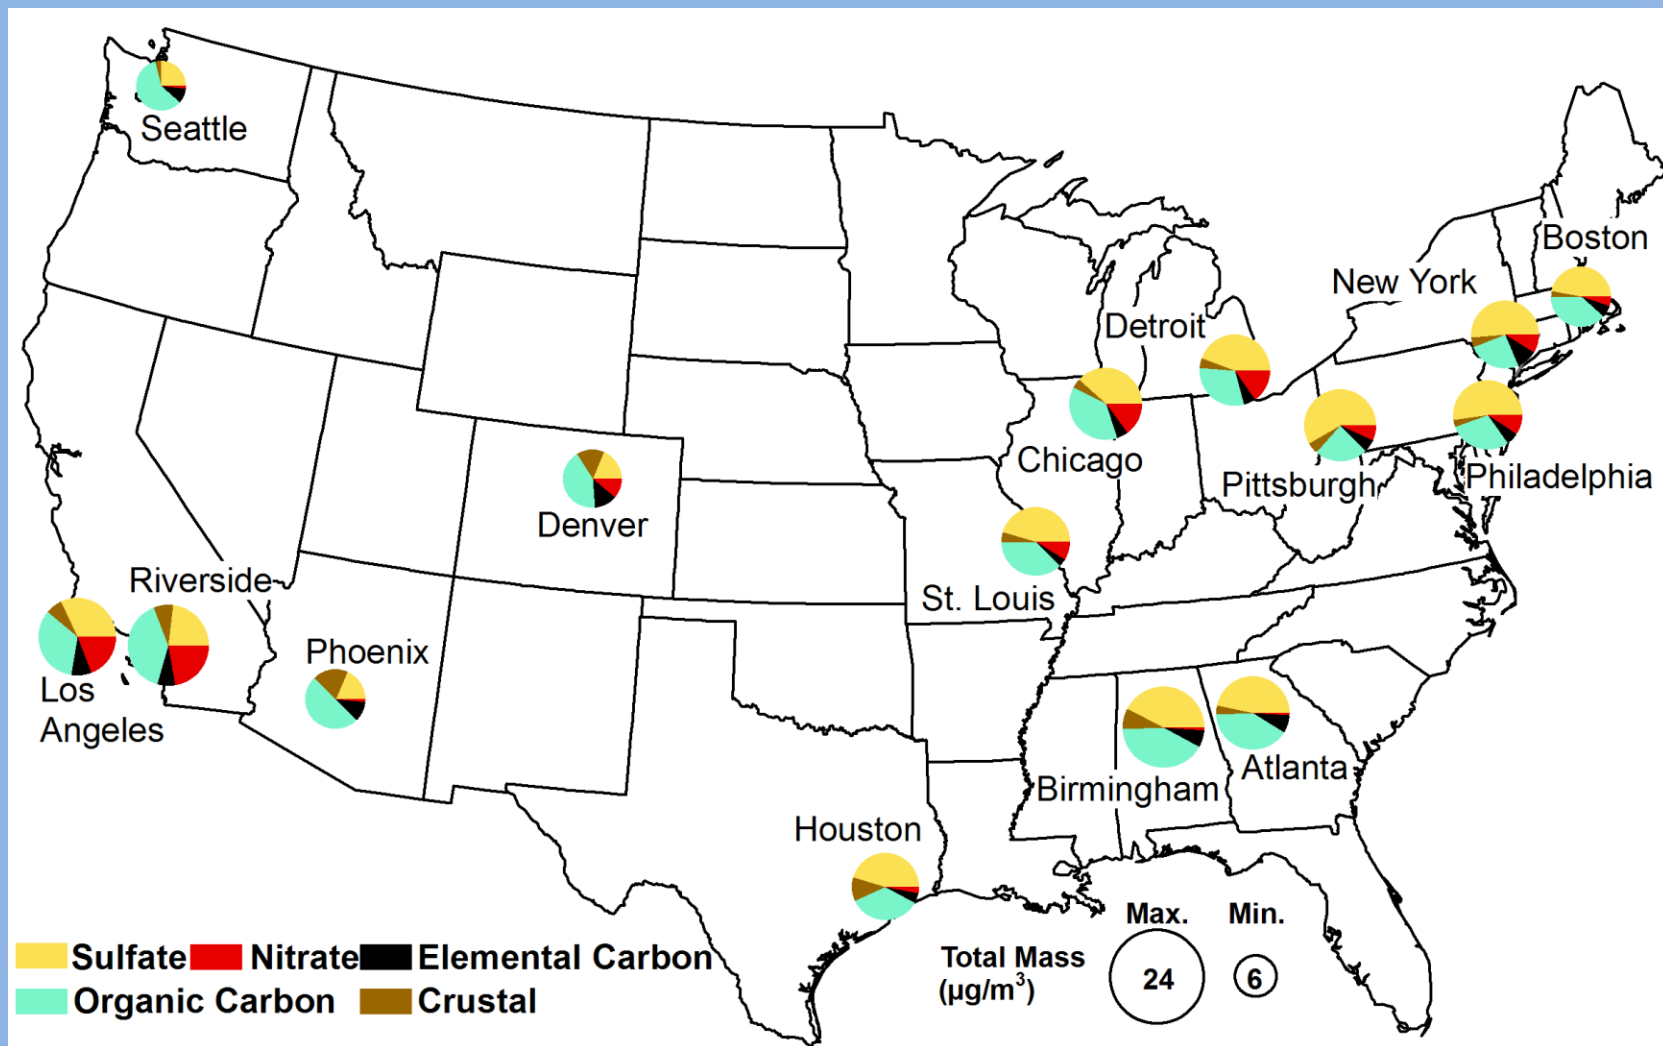 Seattle
Boston
New York
Detroit
Chicago
Pittsburgh
Philadelphia
Denver
St. Louis
Riverside
Phoenix
Los
Angeles
Birmingham
Atlanta
Houston
Max. Min.
Total Mass
(µg/m³)
24 6
Sulfate Nitrate Elemental Carbon
Organic Carbon Crustal